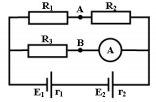 R₁ A R₂
R₃ B A
E₁ r₁ E₂ r₂